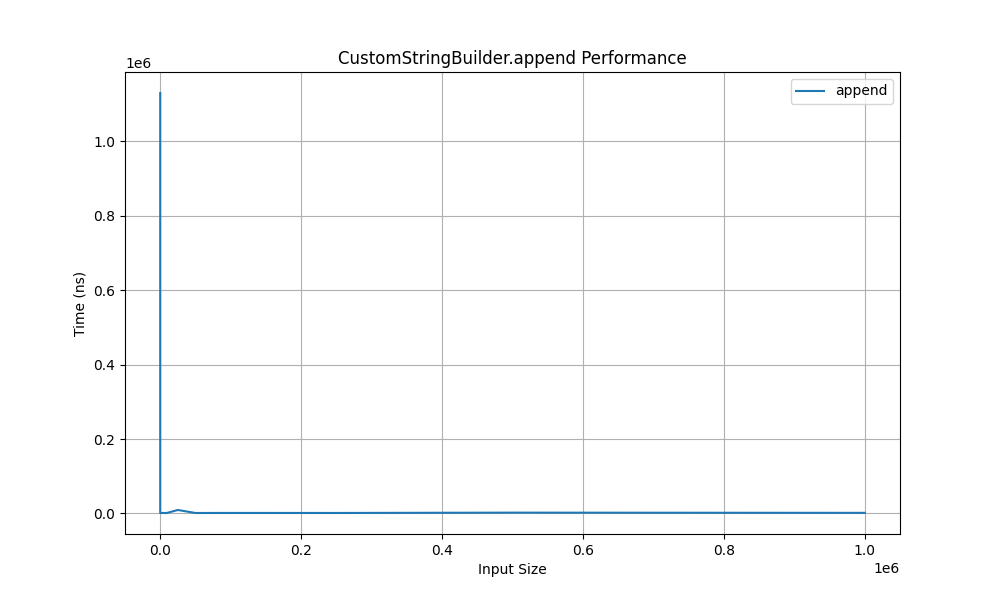 CustomStringBuilder.append Performance
1e6
append
1.0
0.8
0.6
0.4
0.2
0.0
Time (ns)
0.0 0.2 0.4 0.6 0.8 1.0
Input Size
1e6